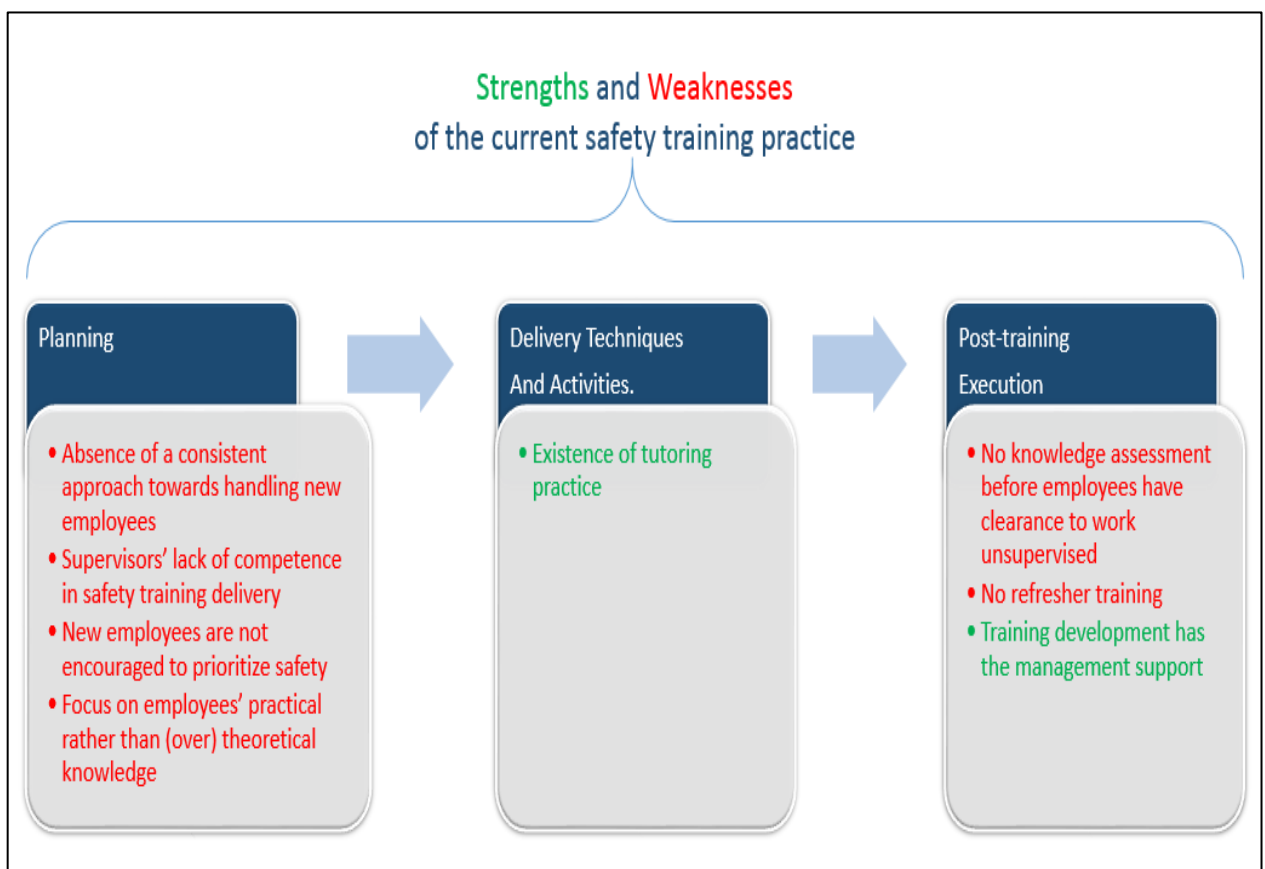 Strengths and Weaknesses
of the current safety training practice
Planning
• Absence of a consistent
approach towards handling new
employees
• Supervisors’ lack of competence
in safety training delivery
• New employees are not
encouraged to prioritize safety
• Focus on employees’ practical
rather than (over) theoretical
knowledge
Delivery Techniques
And Activities.
• Existence of tutoring
practice
Post-training
Execution
• No knowledge assessment
before employees have
clearance to work
unsupervised
• No refresher training
• Training development has
the management support